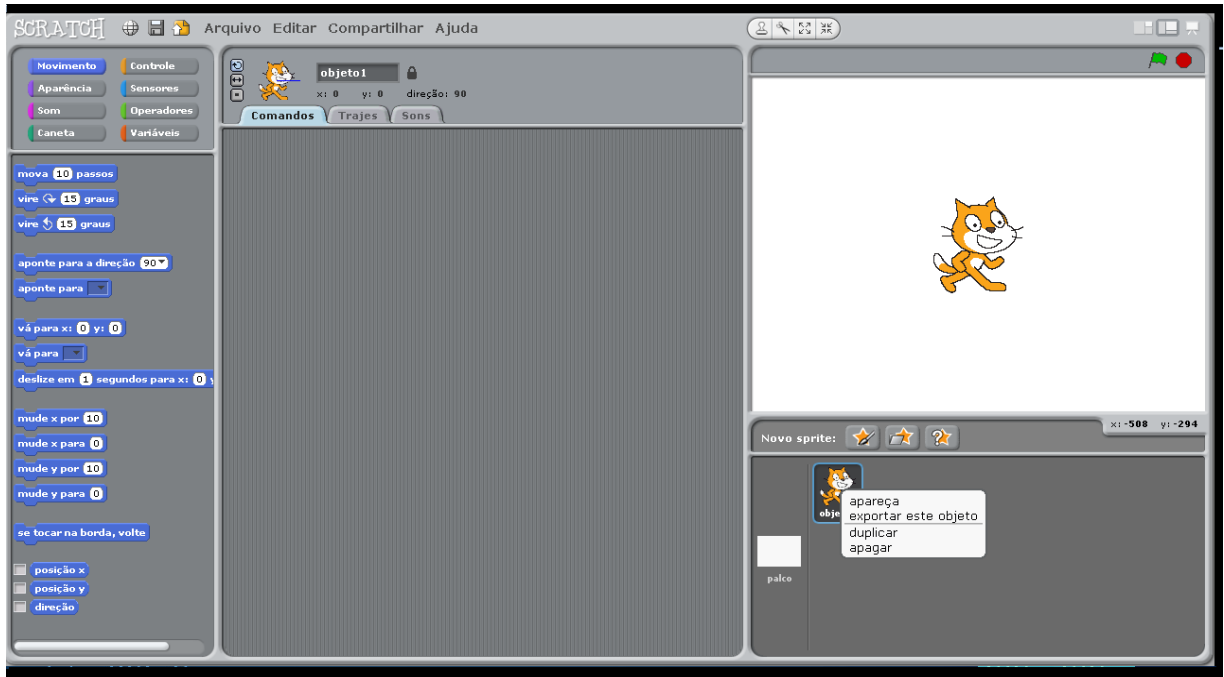 SCRATCH Arquivo Editar Compartilhar Ajuda
Movimento Controle
Aparência Sensores
Som Operadores
Caneta Variáveis
mova 10 passos
vire 15 graus
vire 15 graus
aponte para a direção 90
aponte para
vá para x: 0 y: 0
vá para
deslize em 1 segundos para x: 0 y
mude x por 10
mude x para 0
mude y por 10
mude y para 0
se tocar na borda, volte
posição x
posição y
direção
objeto1
x: 0 y: 0 direção: 90
Comandos Trajes Sons
x: -508 y: -294
Novo sprite:
obje
apareça
exportar este objeto
duplicar
apagar
palco